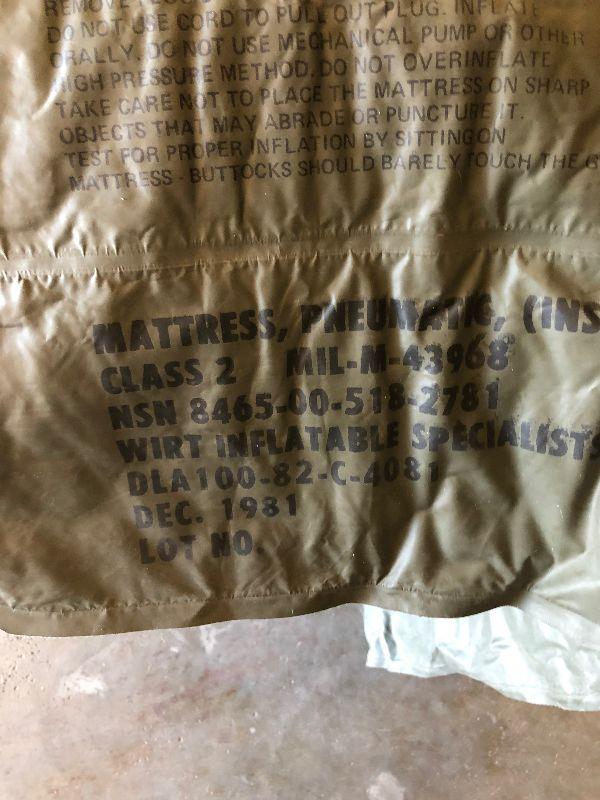 DO NOT USE CORD TO PULL OUT PLUG. INFLATE
ORALLY. DO NOT USE MECHANICAL PUMP OR OTHER
HIGH PRESSURE METHOD. DO NOT OVERINFLATE
TAKE CARE NOT TO PLACE THE MATTRESS ON SHARP
OBJECTS THAT MAY ABRADE OR PUNCTURE IT.
TEST FOR PROPER INFLATION BY SITTING ON
MATTRESS - BUTTOCKS SHOULD BARELY TOUCH THE G
MATTRESS, PNEUMATIC, (INS
CLASS 2 MIL-M-43968
NSN 8465-00-518-2781
WIRT INFLATABLE SPECIALISTS
DLA100-82-C-4081
DEC. 1981
LOT NO.